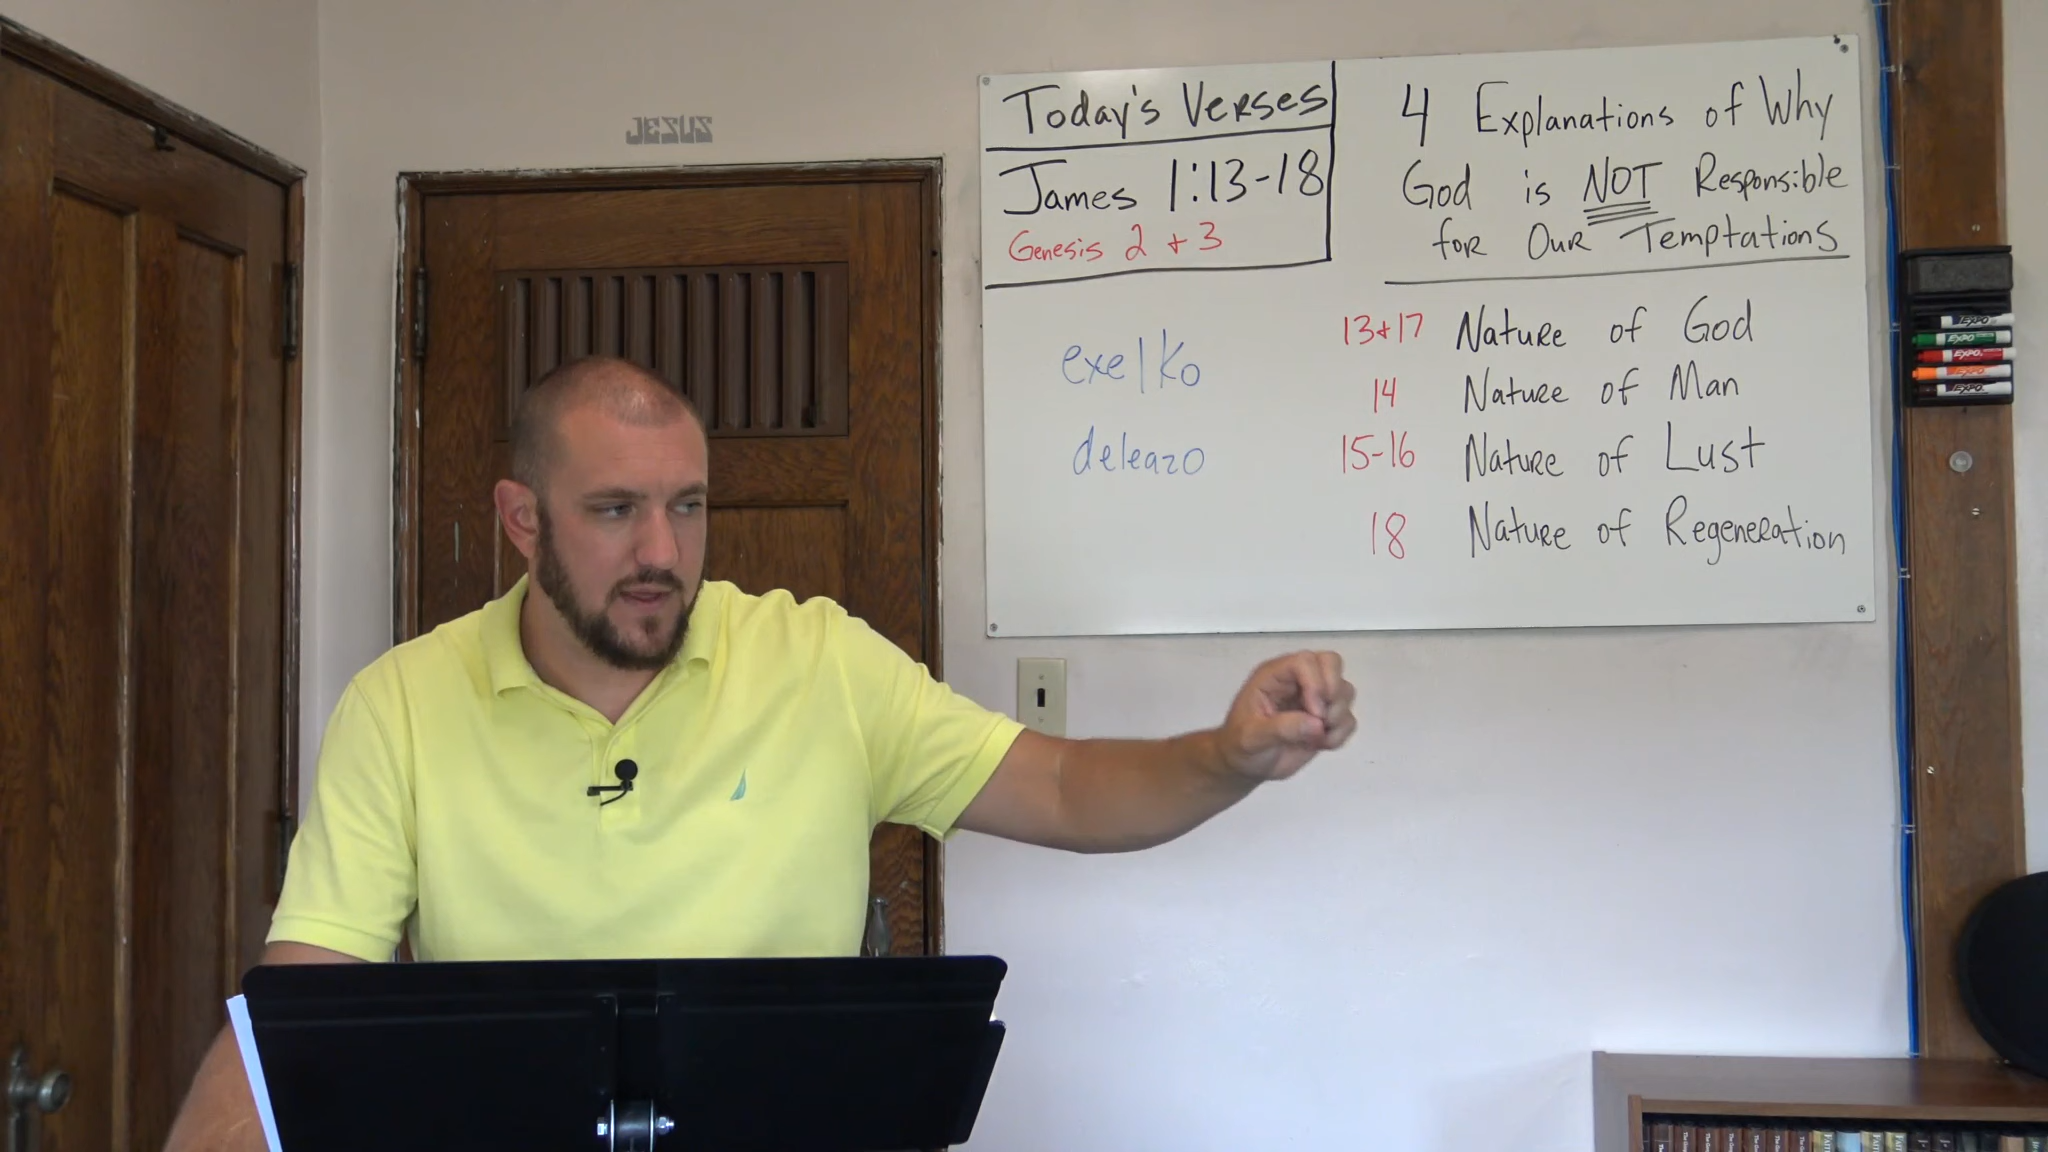 JESUS
Today's Verses
James 1:13-18
Genesis 2 + 3
exelko
deleazo
4 Explanations of Why
God is NOT Responsible
for Our Temptations
13+17 Nature of God
14 Nature of Man
15-16 Nature of Lust
18 Nature of Regeneration
EXPO
EXPO
EXPO
EXPO
EXPO